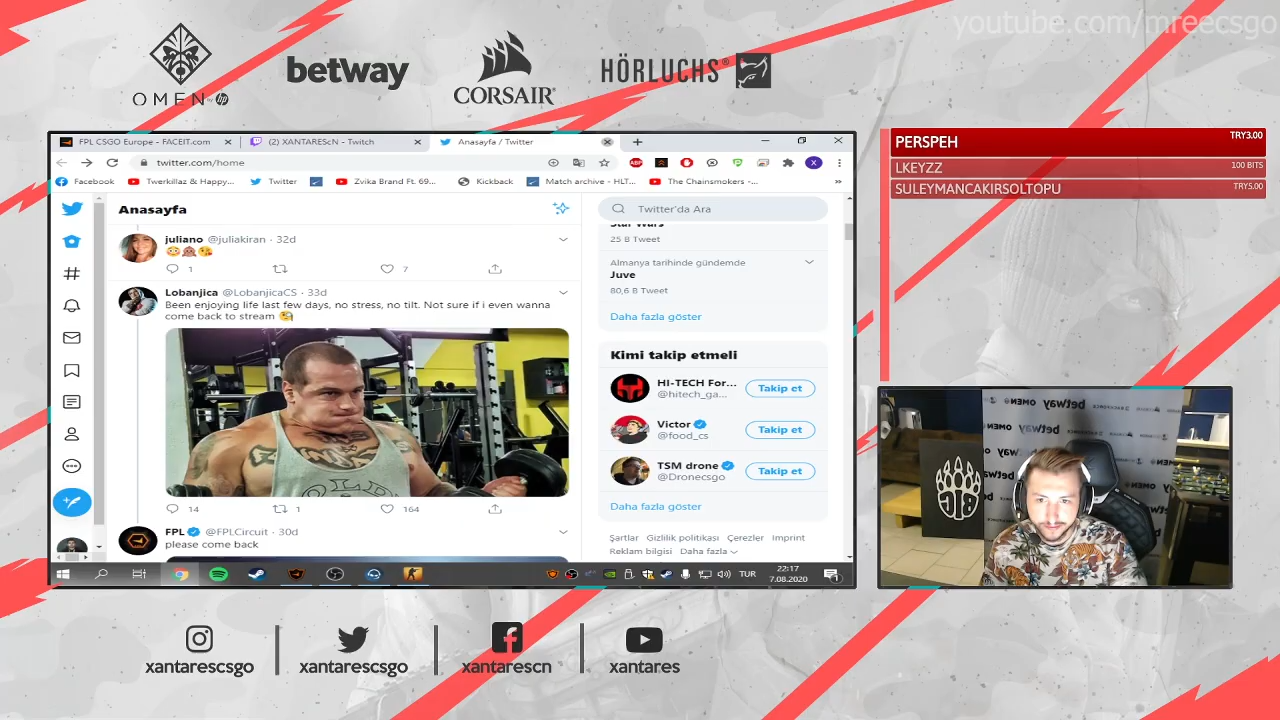 youtube.com/mreecsgo
OMEN by hp
betway
CORSAIR
HÖRLUCHS®
FPL CSGO Europe - FACEIT.com
(2) XANTAREScN - Twitch
Anasayfa / Twitter
twitter.com/home
ABP
X
Facebook
Twerkillaz & Happy...
Twitter
Zvika Brand Ft. 69...
Kickback
Match archive - HLT...
The Chainsmokers -...
»
Anasayfa
juliano @juliakiran · 32d
1
7
Lobanjica @LobanjicaCS · 33d
Been enjoying life last few days, no stress, no tilt. Not sure if i even wanna
come back to stream
14
1
164
FPL @FPLCircuit · 30d
please come back
Twitter'da Ara
Star Wars
25 B Tweet
Almanya tarihinde gündemde
Juve
80,6 B Tweet
Daha fazla göster
Kimi takip etmeli
HI-TECH For...
@hitech_ga...
Takip et
Victor
@food_cs
Takip et
TSM drone
@Dronecsgo
Takip et
Daha fazla göster
Şartlar Gizlilik politikası Çerezler Imprint
Reklam bilgisi Daha fazla
TUR
22:17
7.08.2020
1
PERSPEH
TRY3.00
LKEYZZ
100 BITS
SULEYMANCAKIRSOLTOPU
TRY5.00
betway
OMEN
BIG
xantarescsgo
xantarescsgo
xantarescn
xantares